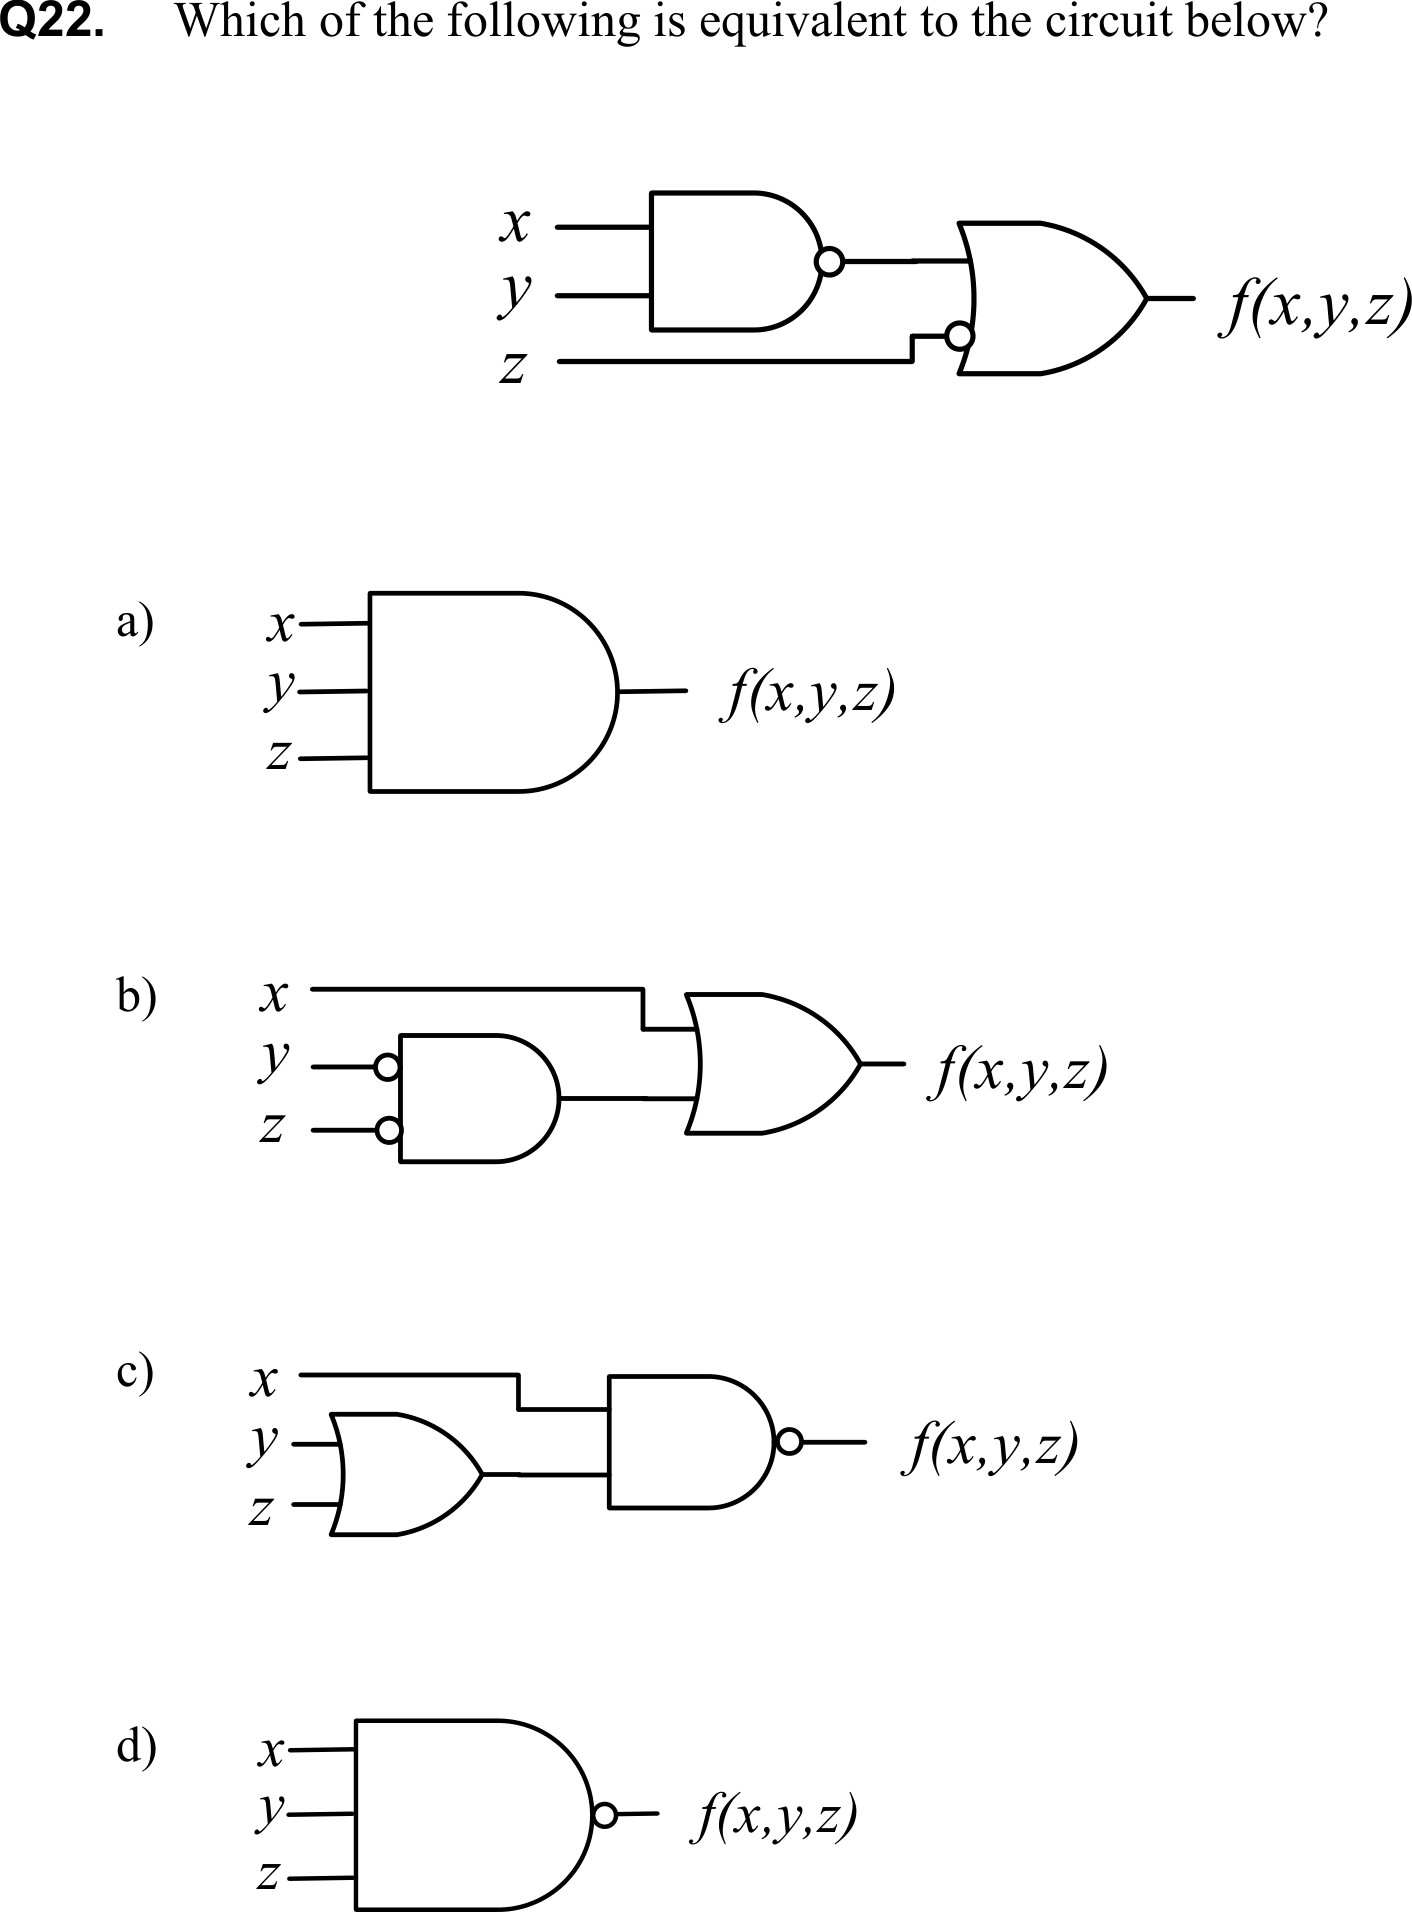 Q22. Which of the following is equivalent to the circuit below?
x
y
z
f(x,y,z)
a)
x
y
z
f(x,y,z)
b)
x
y
z
f(x,y,z)
c)
x
y
z
f(x,y,z)
d)
x
y
z
f(x,y,z)